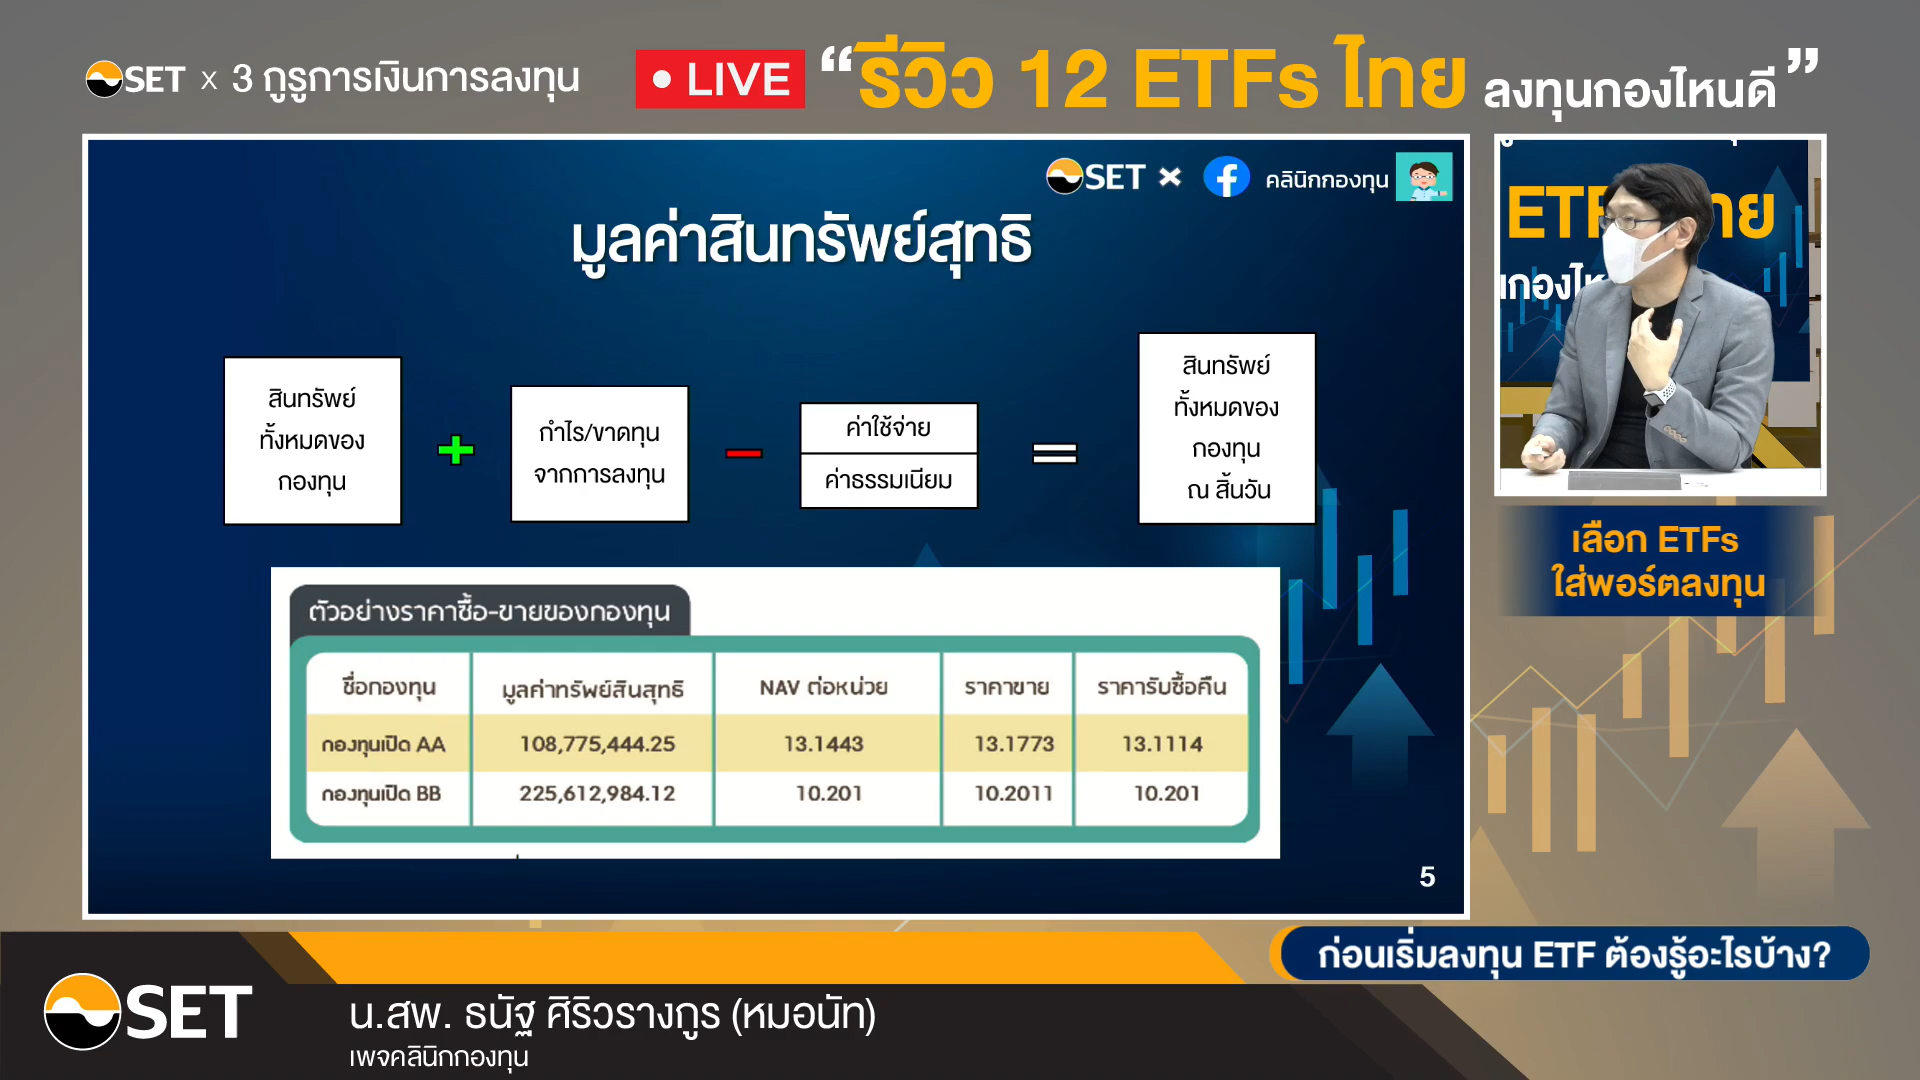 SET x 3 กูรูการเงินการลงทุน
LIVE
“รีวิว 12 ETFs ไทย ลงทุนกองไหนดี”
SET × คลินิกกองทุน
มูลค่าสินทรัพย์สุทธิ
สินทรัพย์
ทั้งหมดของ
กองทุน
+
กำไร/ขาดทุน
จากการลงทุน
–
ค่าใช้จ่าย
ค่าธรรมเนียม
=
สินทรัพย์
ทั้งหมดของ
กองทุน
ณ สิ้นวัน
ตัวอย่างราคาซื้อ-ขายของกองทุน
ชื่อกองทุน มูลค่าทรัพย์สินสุทธิ NAV ต่อหน่วย ราคาขาย ราคารับซื้อคืน
กองทุนเปิด AA 108,775,444.25 13.1443 13.1773 13.1114
กองทุนเปิด BB 225,612,984.12 10.201 10.2011 10.201
5
เลือก ETFs
ใส่พอร์ตลงทุน
ก่อนเริ่มลงทุน ETF ต้องรู้อะไรบ้าง?
SET
น.สพ. ธนัฐ ศิริวรางกูร (หมอนัท)
เพจคลินิกกองทุน